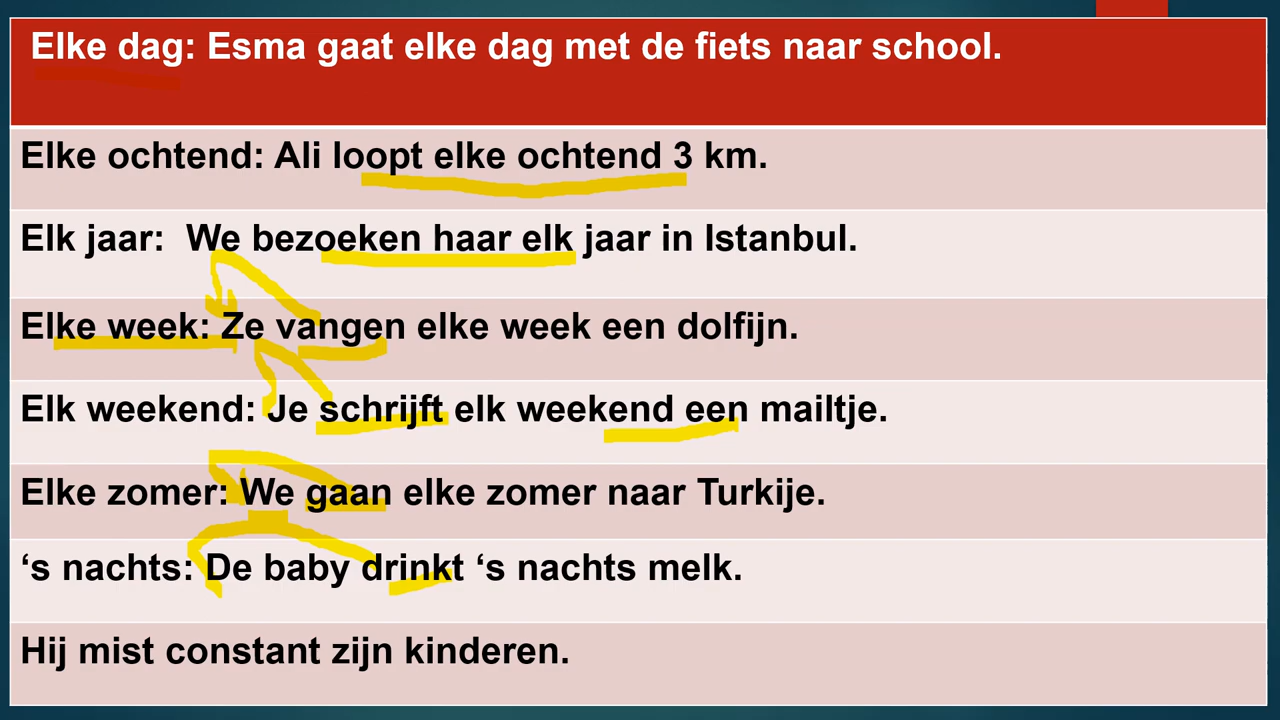 Elke dag: Esma gaat elke dag met de fiets naar school.
Elke ochtend: Ali loopt elke ochtend 3 km.
Elk jaar: We bezoeken haar elk jaar in Istanbul.
Elke week: Ze vangen elke week een dolfijn.
Elk weekend: Je schrijft elk weekend een mailtje.
Elke zomer: We gaan elke zomer naar Turkije.
‘s nachts: De baby drinkt ‘s nachts melk.
Hij mist constant zijn kinderen.